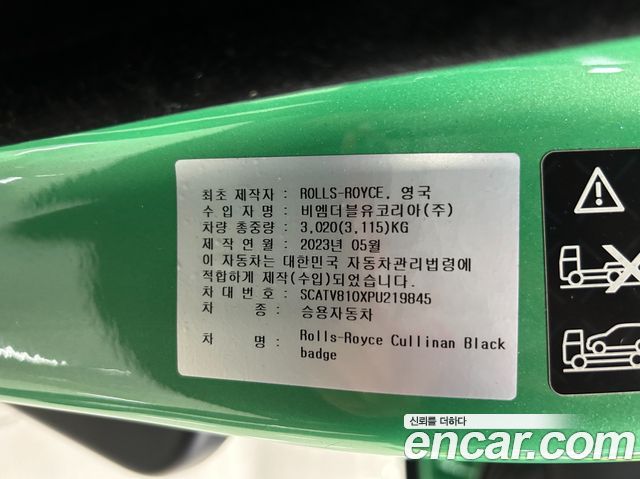 최초 제작자 : ROLLS-ROYCE, 영국
수 입 자 명 : 비엠더블유코리아(주)
차량 총중량 : 3,020(3,115)KG
제 작 연 월 : 2023년 05월
이 자동차는 대한민국 자동차관리법령에
적합하게 제작(수입)되었습니다.
차 대 번 호 : SCATV810XPU219845
차 종 : 승용자동차
차 명 : Rolls-Royce Cullinan Black
badge
신뢰를 더하다
encar.com